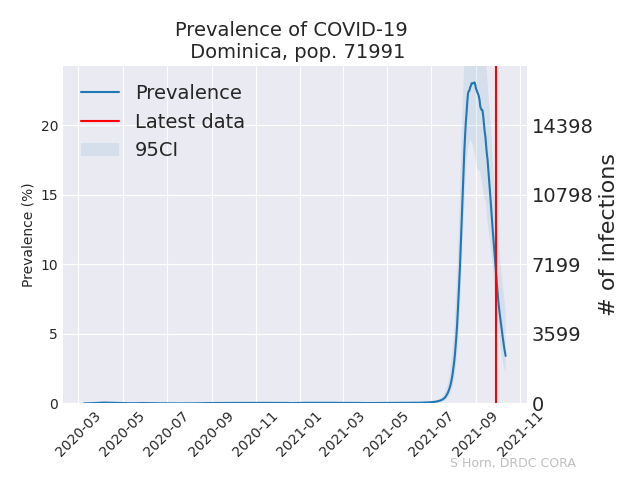 Prevalence of COVID-19
Dominica, pop. 71991
Prevalence
Latest data
95CI
Prevalence (%)
20
15
10
5
0
14398
10798
7199
3599
0
# of infections
2020-03
2020-05
2020-07
2020-09
2020-11
2021-01
2021-03
2021-05
2021-07
2021-09
2021-11
S Horn, DRDC CORA